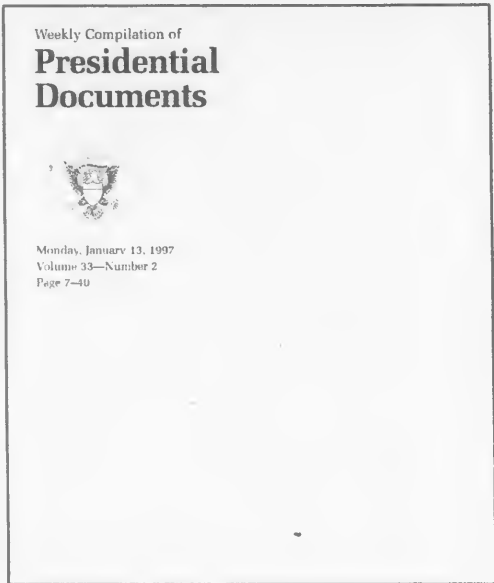 Weekly Compilation of
Presidential
Documents
Monday, January 13, 1997
Volume 33—Number 2
Page 7–40